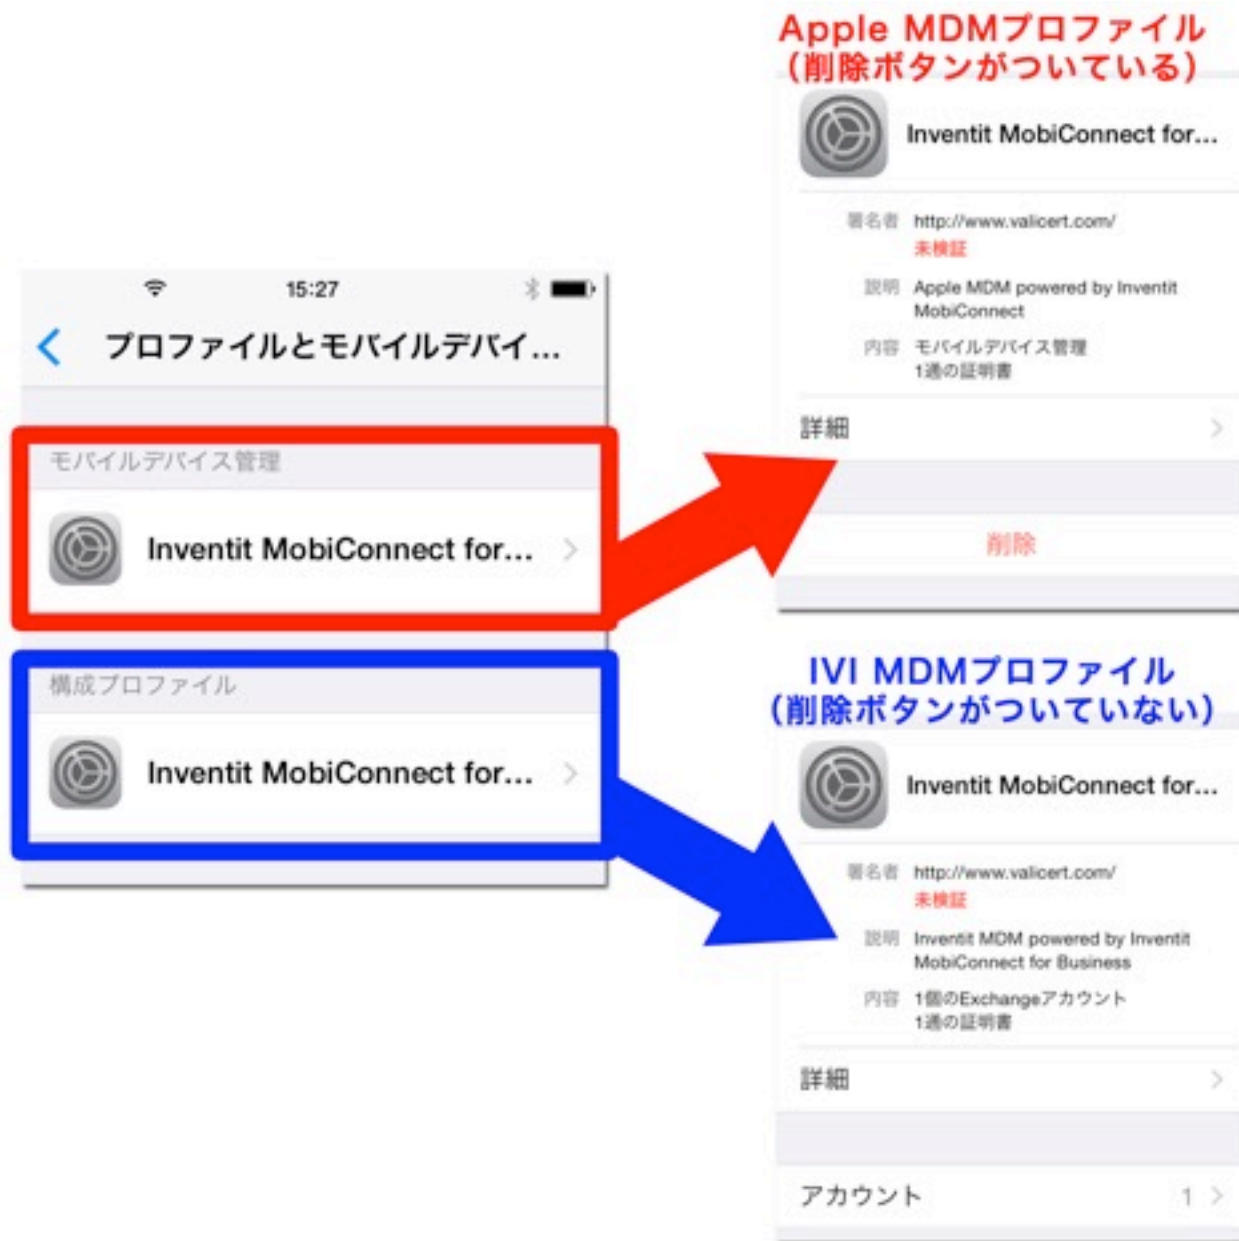 15:27
プロファイルとモバイルデバイ...
モバイルデバイス管理
Inventit MobiConnect for...
構成プロファイル
Inventit MobiConnect for...
Apple MDMプロファイル
（削除ボタンがついている）
Inventit MobiConnect for...
署名者 http://www.valicert.com/
未検証
説明 Apple MDM powered by Inventit
MobiConnect
内容 モバイルデバイス管理
1通の証明書
詳細
削除
IVI MDMプロファイル
（削除ボタンがついていない）
Inventit MobiConnect for...
署名者 http://www.valicert.com/
未検証
説明 Inventit MDM powered by Inventit
MobiConnect for Business
内容 1個のExchangeアカウント
1通の証明書
詳細
アカウント 1